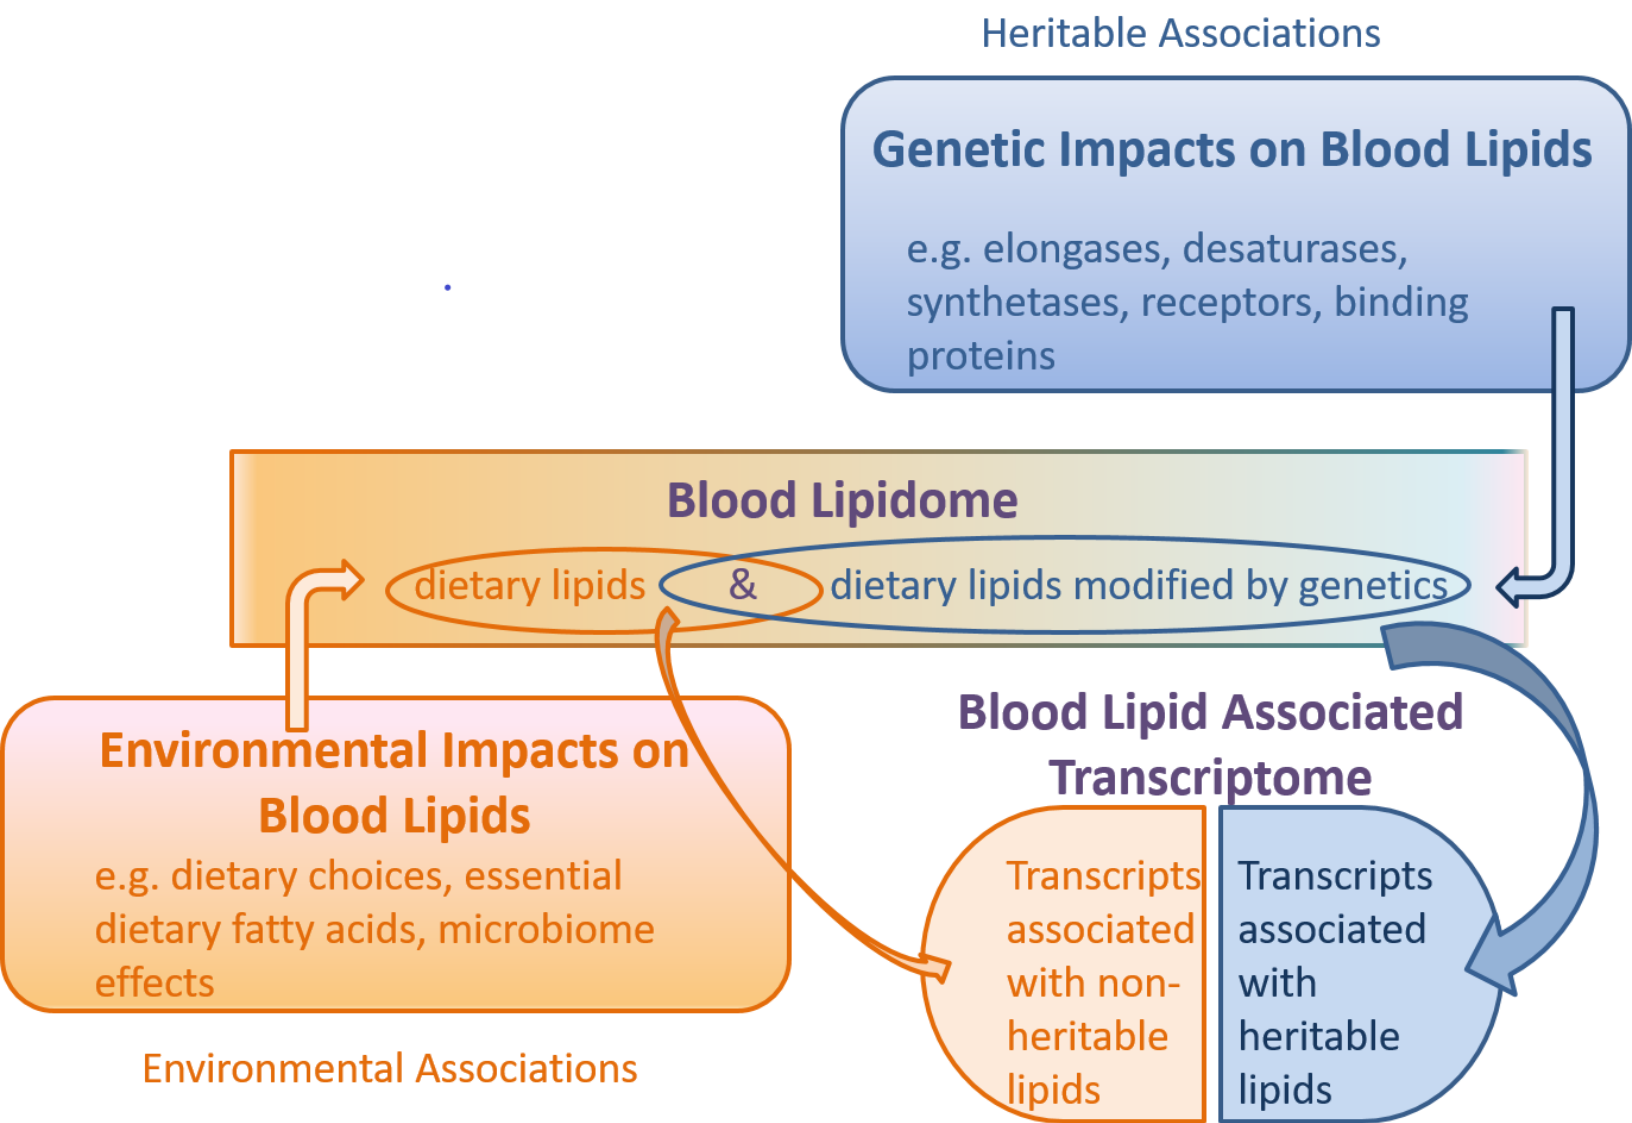 Heritable Associations
Genetic Impacts on Blood Lipids
e.g. elongases, desaturases,
synthetases, receptors, binding
proteins
Blood Lipidome
dietary lipids & dietary lipids modified by genetics
Environmental Impacts on
Blood Lipids
e.g. dietary choices, essential
dietary fatty acids, microbiome
effects
Environmental Associations
Blood Lipid Associated
Transcriptome
Transcripts
associated
with non-
heritable
lipids
Transcripts
associated
with
heritable
lipids